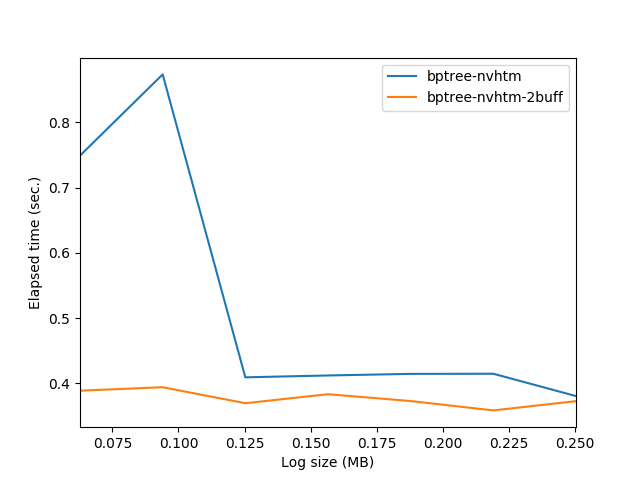 bptree-nvhtm
bptree-nvhtm-2buff
Elapsed time (sec.)
0.8
0.7
0.6
0.5
0.4
0.075 0.100 0.125 0.150 0.175 0.200 0.225 0.250
Log size (MB)